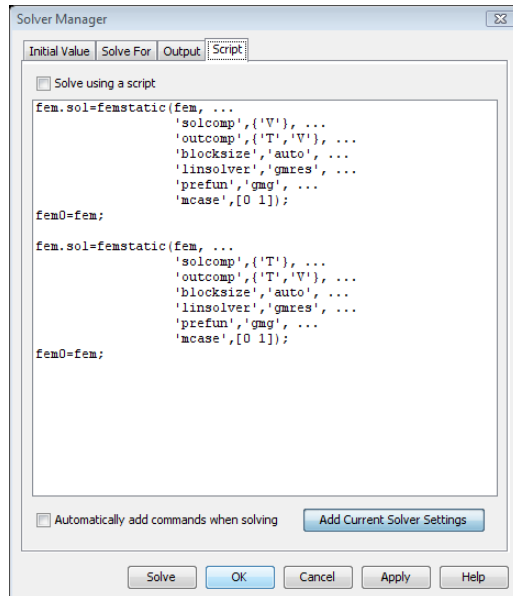 Solver Manager
Initial Value Solve For Output Script
Solve using a script
fem.sol=femstatic(fem, ...
'solcomp',{'V'}, ...
'outcomp',{'T','V'}, ...
'blocksize','auto', ...
'linsolver','gmres', ...
'prefun','gmg', ...
'mcase',[0 1]);
fem0=fem;
fem.sol=femstatic(fem, ...
'solcomp',{'T'}, ...
'outcomp',{'T','V'}, ...
'blocksize','auto', ...
'linsolver','gmres', ...
'prefun','gmg', ...
'mcase',[0 1]);
fem0=fem;
Automatically add commands when solving Add Current Solver Settings
Solve OK Cancel Apply Help